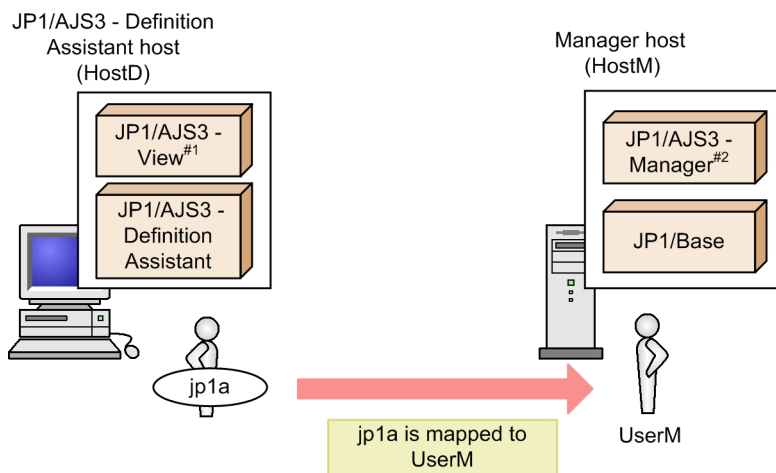 JP1/AJS3 - Definition
Assistant host
(HostD)
Manager host
(HostM)
JP1/AJS3 -
View#1
JP1/AJS3 -
Definition
Assistant
JP1/AJS3 -
Manager#2
JP1/Base
jp1a
jp1a is mapped to
UserM
UserM